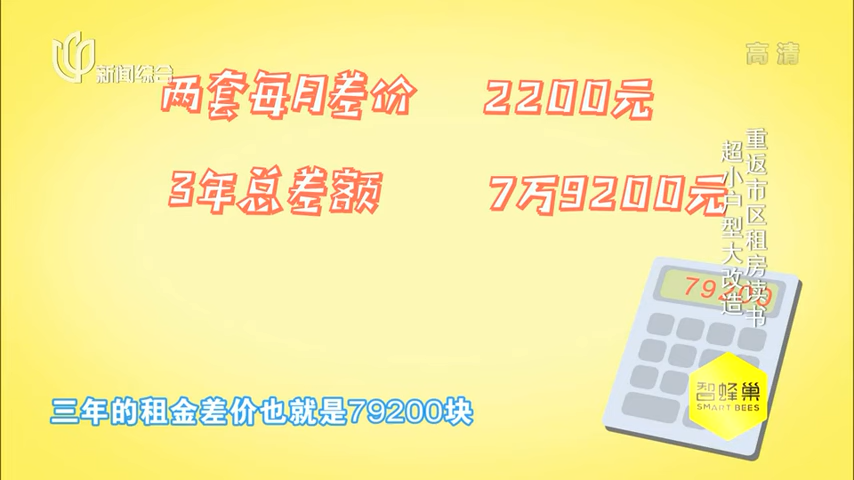 新闻综合
高清
两套每月差价 2200元
3年总差额 7万9200元
重返市区租房读书
超小户型大改造
79200
智蜂巢
SMART BEES
三年的租金差价也就是79200块